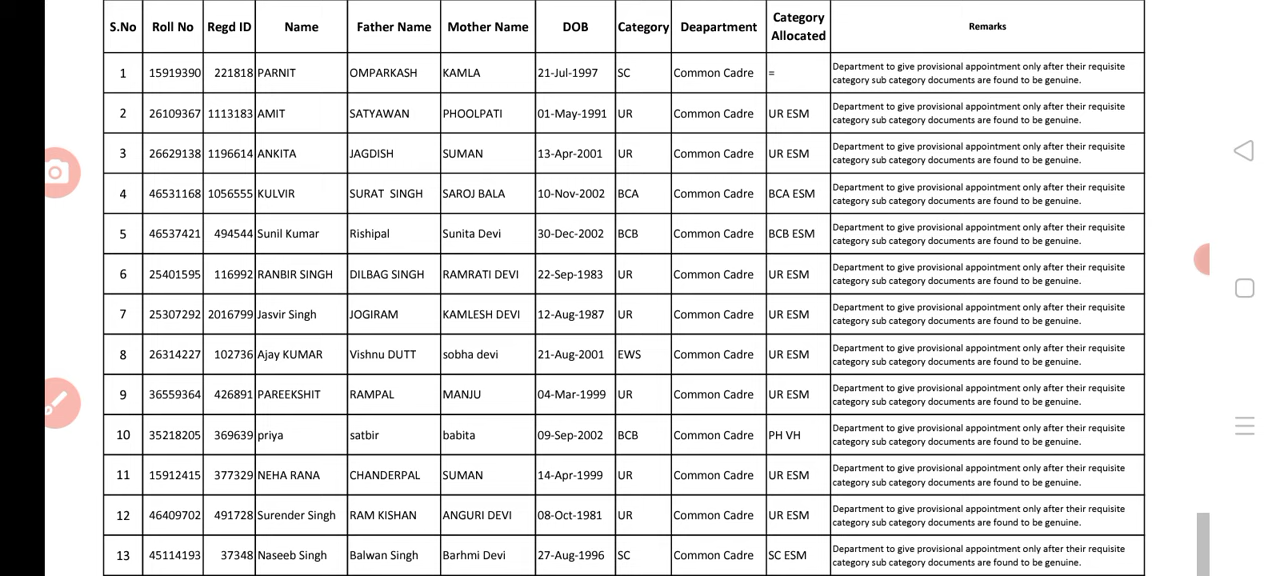 S.No Roll No Regd ID Name Father Name Mother Name DOB Category Deapartment Category Allocated Remarks
1 15919390 221818 PARNIT OMPARKASH KAMLA 21-Jul-1997 SC Common Cadre = Department to give provisional appointment only after their requisite category sub category documents are found to be genuine.
2 26109367 1113183 AMIT SATYAWAN PHOOLPATI 01-May-1991 UR Common Cadre UR ESM Department to give provisional appointment only after their requisite category sub category documents are found to be genuine.
3 26629138 1196614 ANKITA JAGDISH SUMAN 13-Apr-2001 UR Common Cadre UR ESM Department to give provisional appointment only after their requisite category sub category documents are found to be genuine.
4 46531168 1056555 KULVIR SURAT SINGH SAROJ BALA 10-Nov-2002 BCA Common Cadre BCA ESM Department to give provisional appointment only after their requisite category sub category documents are found to be genuine.
5 46537421 494544 Sunil Kumar Rishipal Sunita Devi 30-Dec-2002 BCB Common Cadre BCB ESM Department to give provisional appointment only after their requisite category sub category documents are found to be genuine.
6 25401595 116992 RANBIR SINGH DILBAG SINGH RAMRATI DEVI 22-Sep-1983 UR Common Cadre UR ESM Department to give provisional appointment only after their requisite category sub category documents are found to be genuine.
7 25307292 2016799 Jasvir Singh JOGIRAM KAMLESH DEVI 12-Aug-1987 UR Common Cadre UR ESM Department to give provisional appointment only after their requisite category sub category documents are found to be genuine.
8 26314227 102736 Ajay KUMAR Vishnu DUTT sobha devi 21-Aug-2001 EWS Common Cadre UR ESM Department to give provisional appointment only after their requisite category sub category documents are found to be genuine.
9 36559364 426891 PAREEKSHIT RAMPAL MANJU 04-Mar-1999 UR Common Cadre UR ESM Department to give provisional appointment only after their requisite category sub category documents are found to be genuine.
10 35218205 369639 priya satbir babita 09-Sep-2002 BCB Common Cadre PH VH Department to give provisional appointment only after their requisite category sub category documents are found to be genuine.
11 15912415 377329 NEHA RANA CHANDERPAL SUMAN 14-Apr-1999 UR Common Cadre UR ESM Department to give provisional appointment only after their requisite category sub category documents are found to be genuine.
12 46409702 491728 Surender Singh RAM KISHAN ANGURI DEVI 08-Oct-1981 UR Common Cadre UR ESM Department to give provisional appointment only after their requisite category sub category documents are found to be genuine.
13 45114193 37348 Naseeb Singh Balwan Singh Barhmi Devi 27-Aug-1996 SC Common Cadre SC ESM Department to give provisional appointment only after their requisite category sub category documents are found to be genuine.